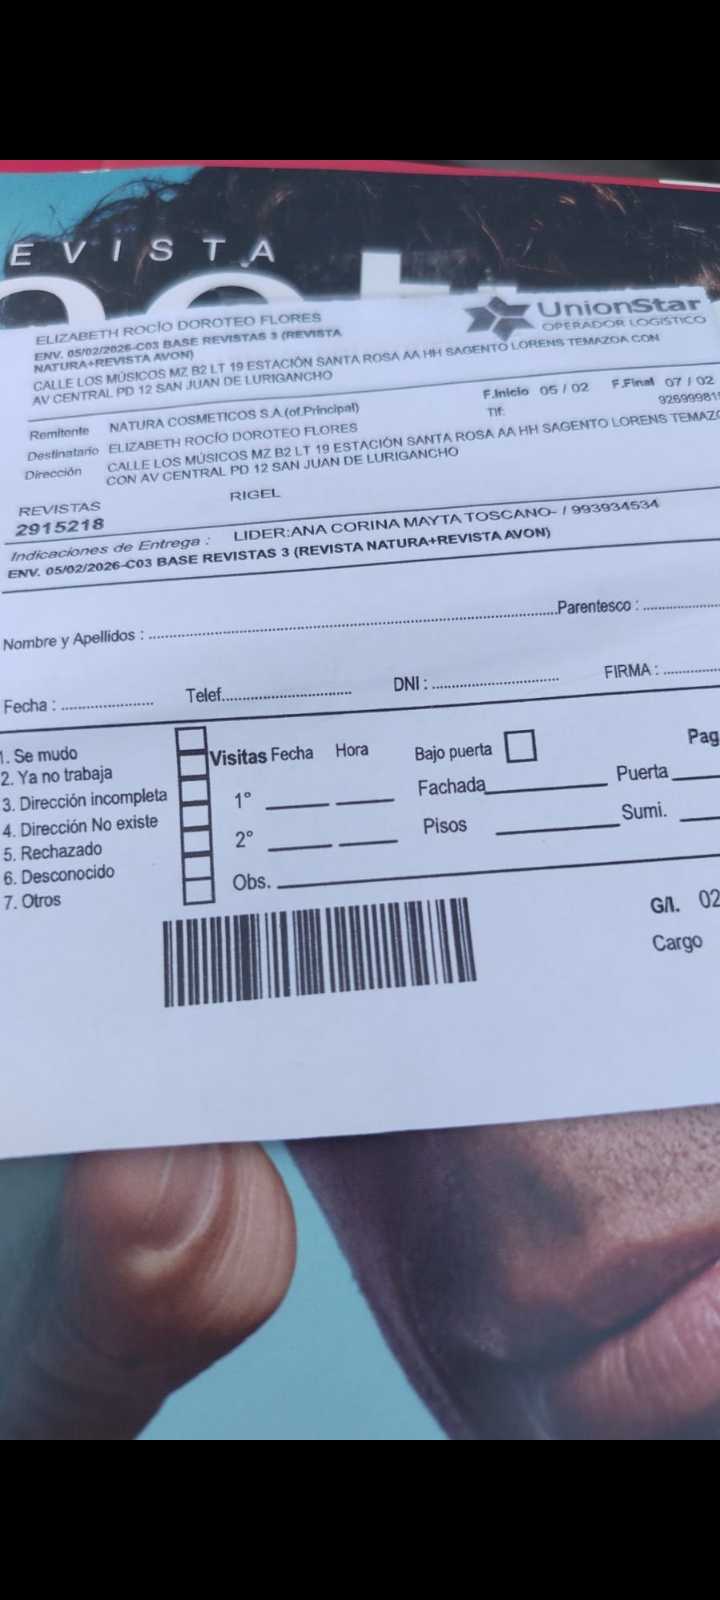 EVISTA
ELIZABETH ROCÍO DOROTEO FLORES
ENV. 05/02/2026-C03 BASE REVISTAS 3 (REVISTA
NATURA+REVISTA AVON)
CALLE LOS MÚSICOS MZ B2 LT 19 ESTACIÓN SANTA ROSA AA HH SAGENTO LORENS TEMAZOA CON
AV CENTRAL PD 12 SAN JUAN DE LURIGANCHO
UnionStar
OPERADOR LOGISTICO
Remitente NATURA COSMETICOS S.A.(of.Principal)
F.Inicio 05 / 02 F.Final 07 / 02
Destinatario ELIZABETH ROCÍO DOROTEO FLORES
Tlf:
Dirección CALLE LOS MÚSICOS MZ B2 LT 19 ESTACIÓN SANTA ROSA AA HH SAGENTO LORENS
CON AV CENTRAL PD 12 SAN JUAN DE LURIGANCHO
REVISTAS RIGEL
2915218
Indicaciones de Entrega : LIDER:ANA CORINA MAYTA TOSCANO- / 993934534
ENV. 05/02/2026-C03 BASE REVISTAS 3 (REVISTA NATURA+REVISTA AVON)
Nombre y Apellidos : Parentesco :
Fecha : Telef. DNI : FIRMA :
1. Se mudo
2. Ya no trabaja
3. Dirección incompleta
4. Dirección No existe
5. Rechazado
6. Desconocido
7. Otros
Visitas Fecha Hora Bajo puerta Pag
1° Fachada Puerta
2° Pisos Sumi.
Obs.
G/I. 02
Cargo